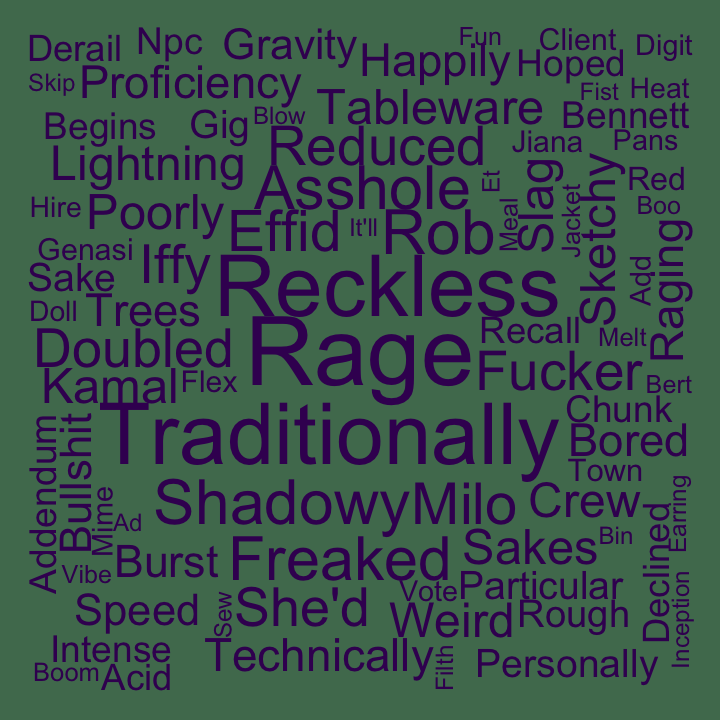 Derail
Npc
Gravity
Fun
Client
Digit
Skip
Proficiency
Happily
Hoped
Fist
Heat
Begins
Gig
Blow
Tableware
Bennett
Lightning
Reduced
Jiana
Pans
Asshole
Et
Slag
Sketchy
Red
Hire
Poorly
Effid
It'll
Rob
Meal
Jacket
Boo
Genasi
Iffy
Sake
Reckless
Add
Raging
Doll
Trees
Rage
Recall
Melt
Doubled
Kamal
Flex
Fucker
Bert
Traditionally
Chunk
Bored
Addendum
Bullshit
Town
Mime
Ad
Shadowy
Milo
Crew
Earring
Vibe
Burst
Freaked
Sakes
Bin
Declined
Speed
Sew
She'd
Vote
Particular
Weird
Rough
Inception
Intense
Technically
Filth
Personally
Boom
Acid